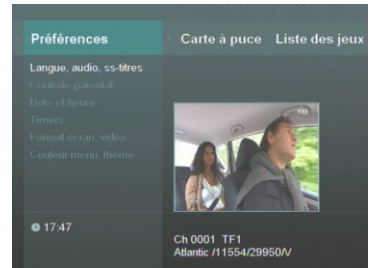 Préférences
Carte à puce Liste des jeux
Langue, audio, ss-titres
Contrôle parental
Date et heure
Timers
Format écran, vidéo
Couleur menu, thème
17:47
Ch 0001 TF1
Atlantic /11554/29950/V